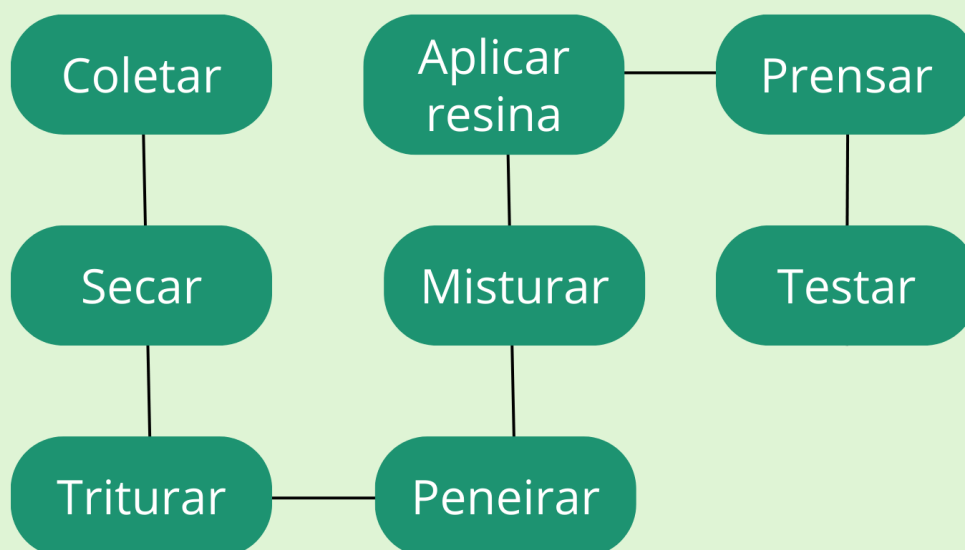 Coletar
Secar
Triturar
Peneirar
Misturar
Aplicar
resina
Prensar
Testar